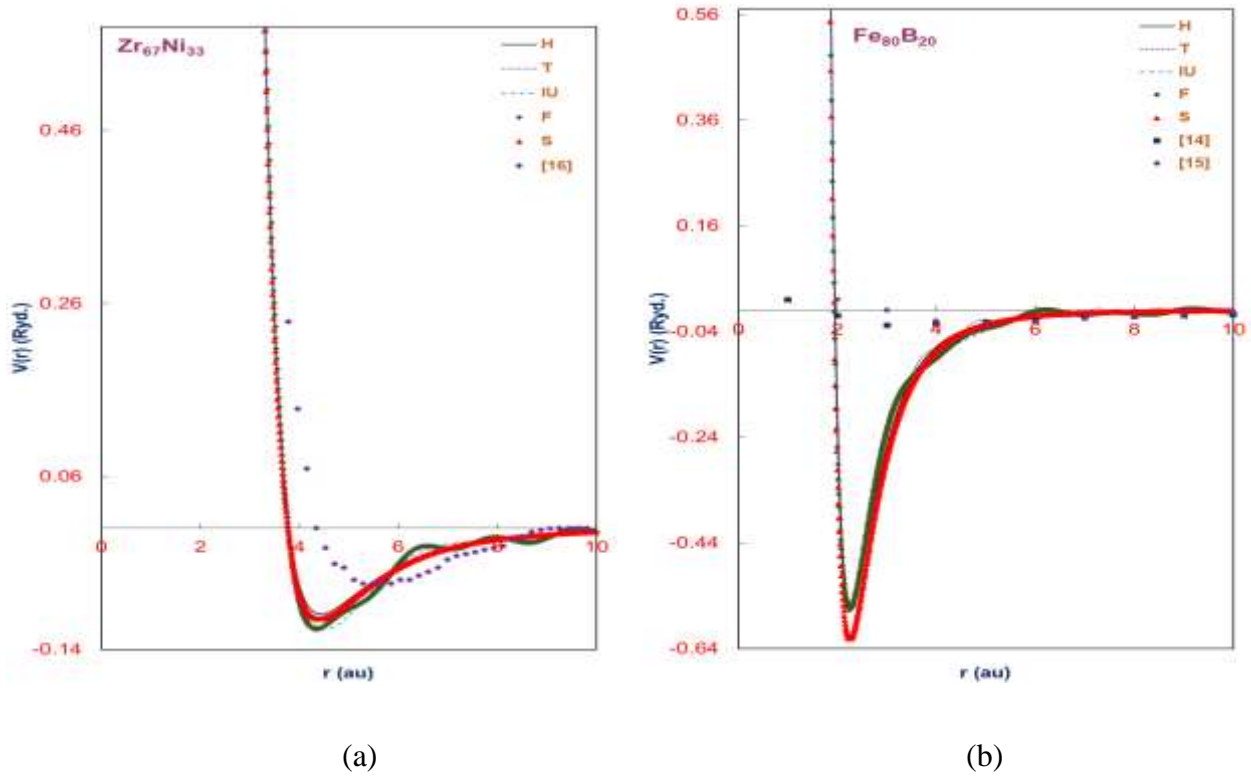 Zr₆₇Ni₃₃
H
T
IU
F
S
[16]
0.46
0.26
0.06
-0.14
V(r) (Ryd.)
0 2 4 6 8 10
r (au)
(a)
Fe₈₀B₂₀
H
T
IU
F
S
[14]
[15]
0.56
0.36
0.16
-0.04
-0.24
-0.44
-0.64
V(r) (Ryd.)
0 2 4 6 8 10
r (au)
(b)